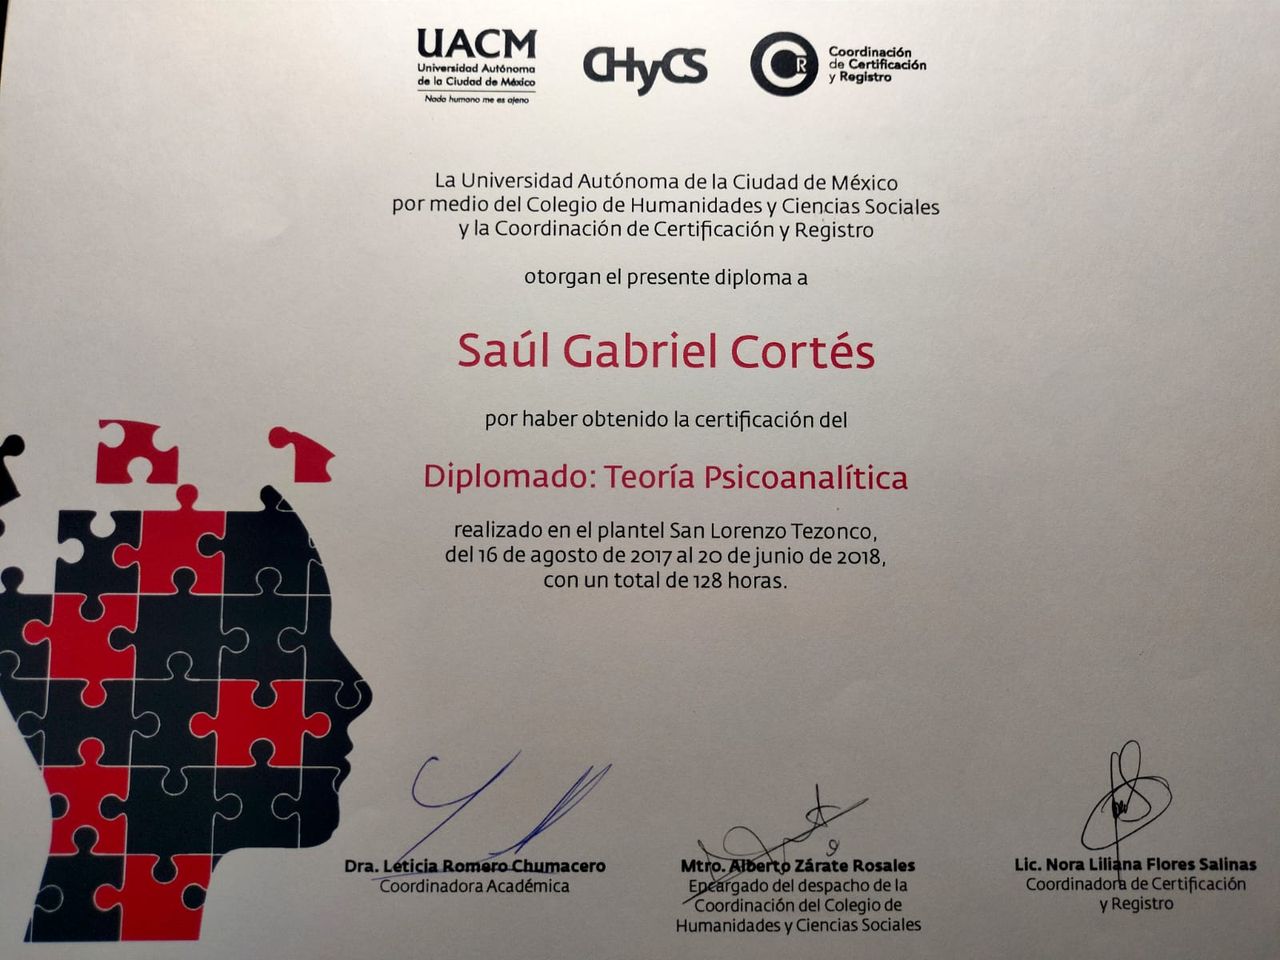 UACM
Universidad Autónoma
de la Ciudad de México
Nada humano me es ajeno
CHyCS
CR
Coordinación
de Certificación
y Registro
La Universidad Autónoma de la Ciudad de México
por medio del Colegio de Humanidades y Ciencias Sociales
y la Coordinación de Certificación y Registro
otorgan el presente diploma a
Saúl Gabriel Cortés
por haber obtenido la certificación del
Diplomado: Teoría Psicoanalítica
realizado en el plantel San Lorenzo Tezonco,
del 16 de agosto de 2017 al 20 de junio de 2018,
con un total de 128 horas.
Dra. Leticia Romero Chumacero
Coordinadora Académica
Mtro. Alberto Zárate Rosales
Encargado del despacho de la
Coordinación del Colegio de
Humanidades y Ciencias Sociales
Lic. Nora Liliana Flores Salinas
Coordinadora de Certificación
y Registro